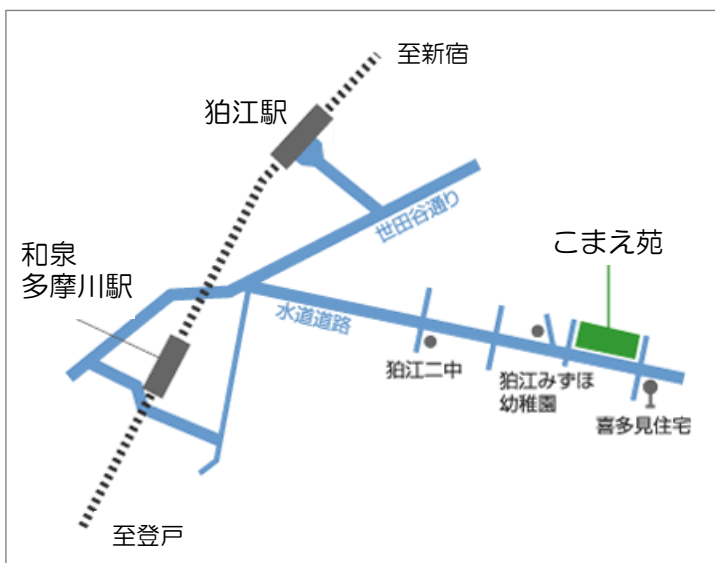 至新宿
狛江駅
世田谷通り
こまえ苑
和泉
多摩川駅
水道道路
狛江二中
狛江みずほ
幼稚園
喜多見住宅
至登戸